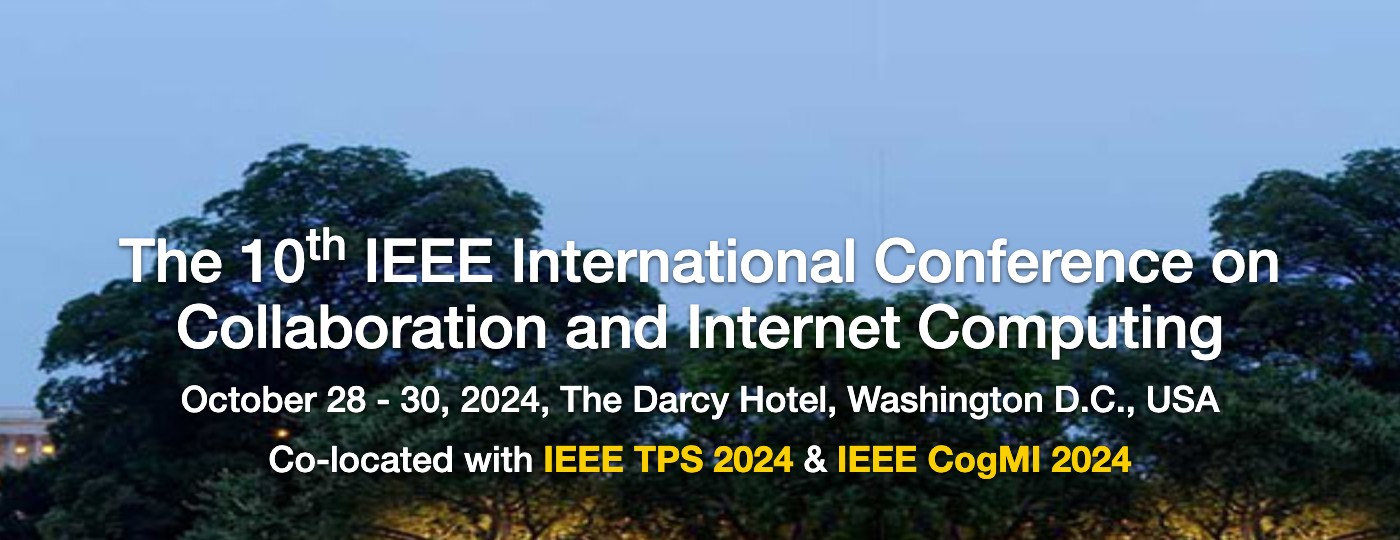 The 10th IEEE International Conference on
Collaboration and Internet Computing
October 28 - 30, 2024, The Darcy Hotel, Washington D.C., USA
Co-located with IEEE TPS 2024 & IEEE CogMI 2024